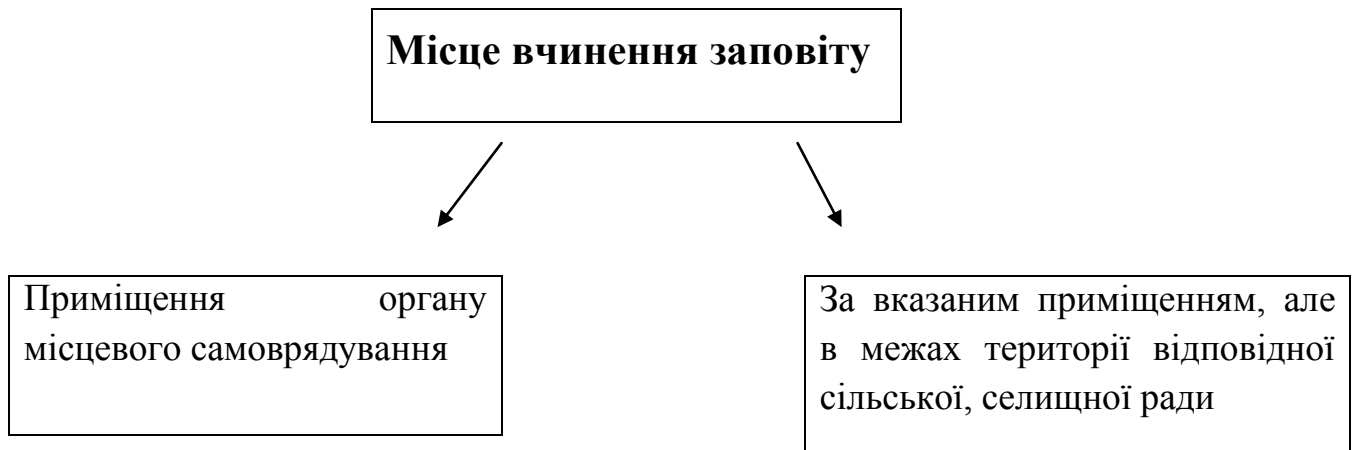 Місце вчинення заповіту
Приміщення органу
місцевого самоврядування
За вказаним приміщенням, але
в межах території відповідної
сільської, селищної ради